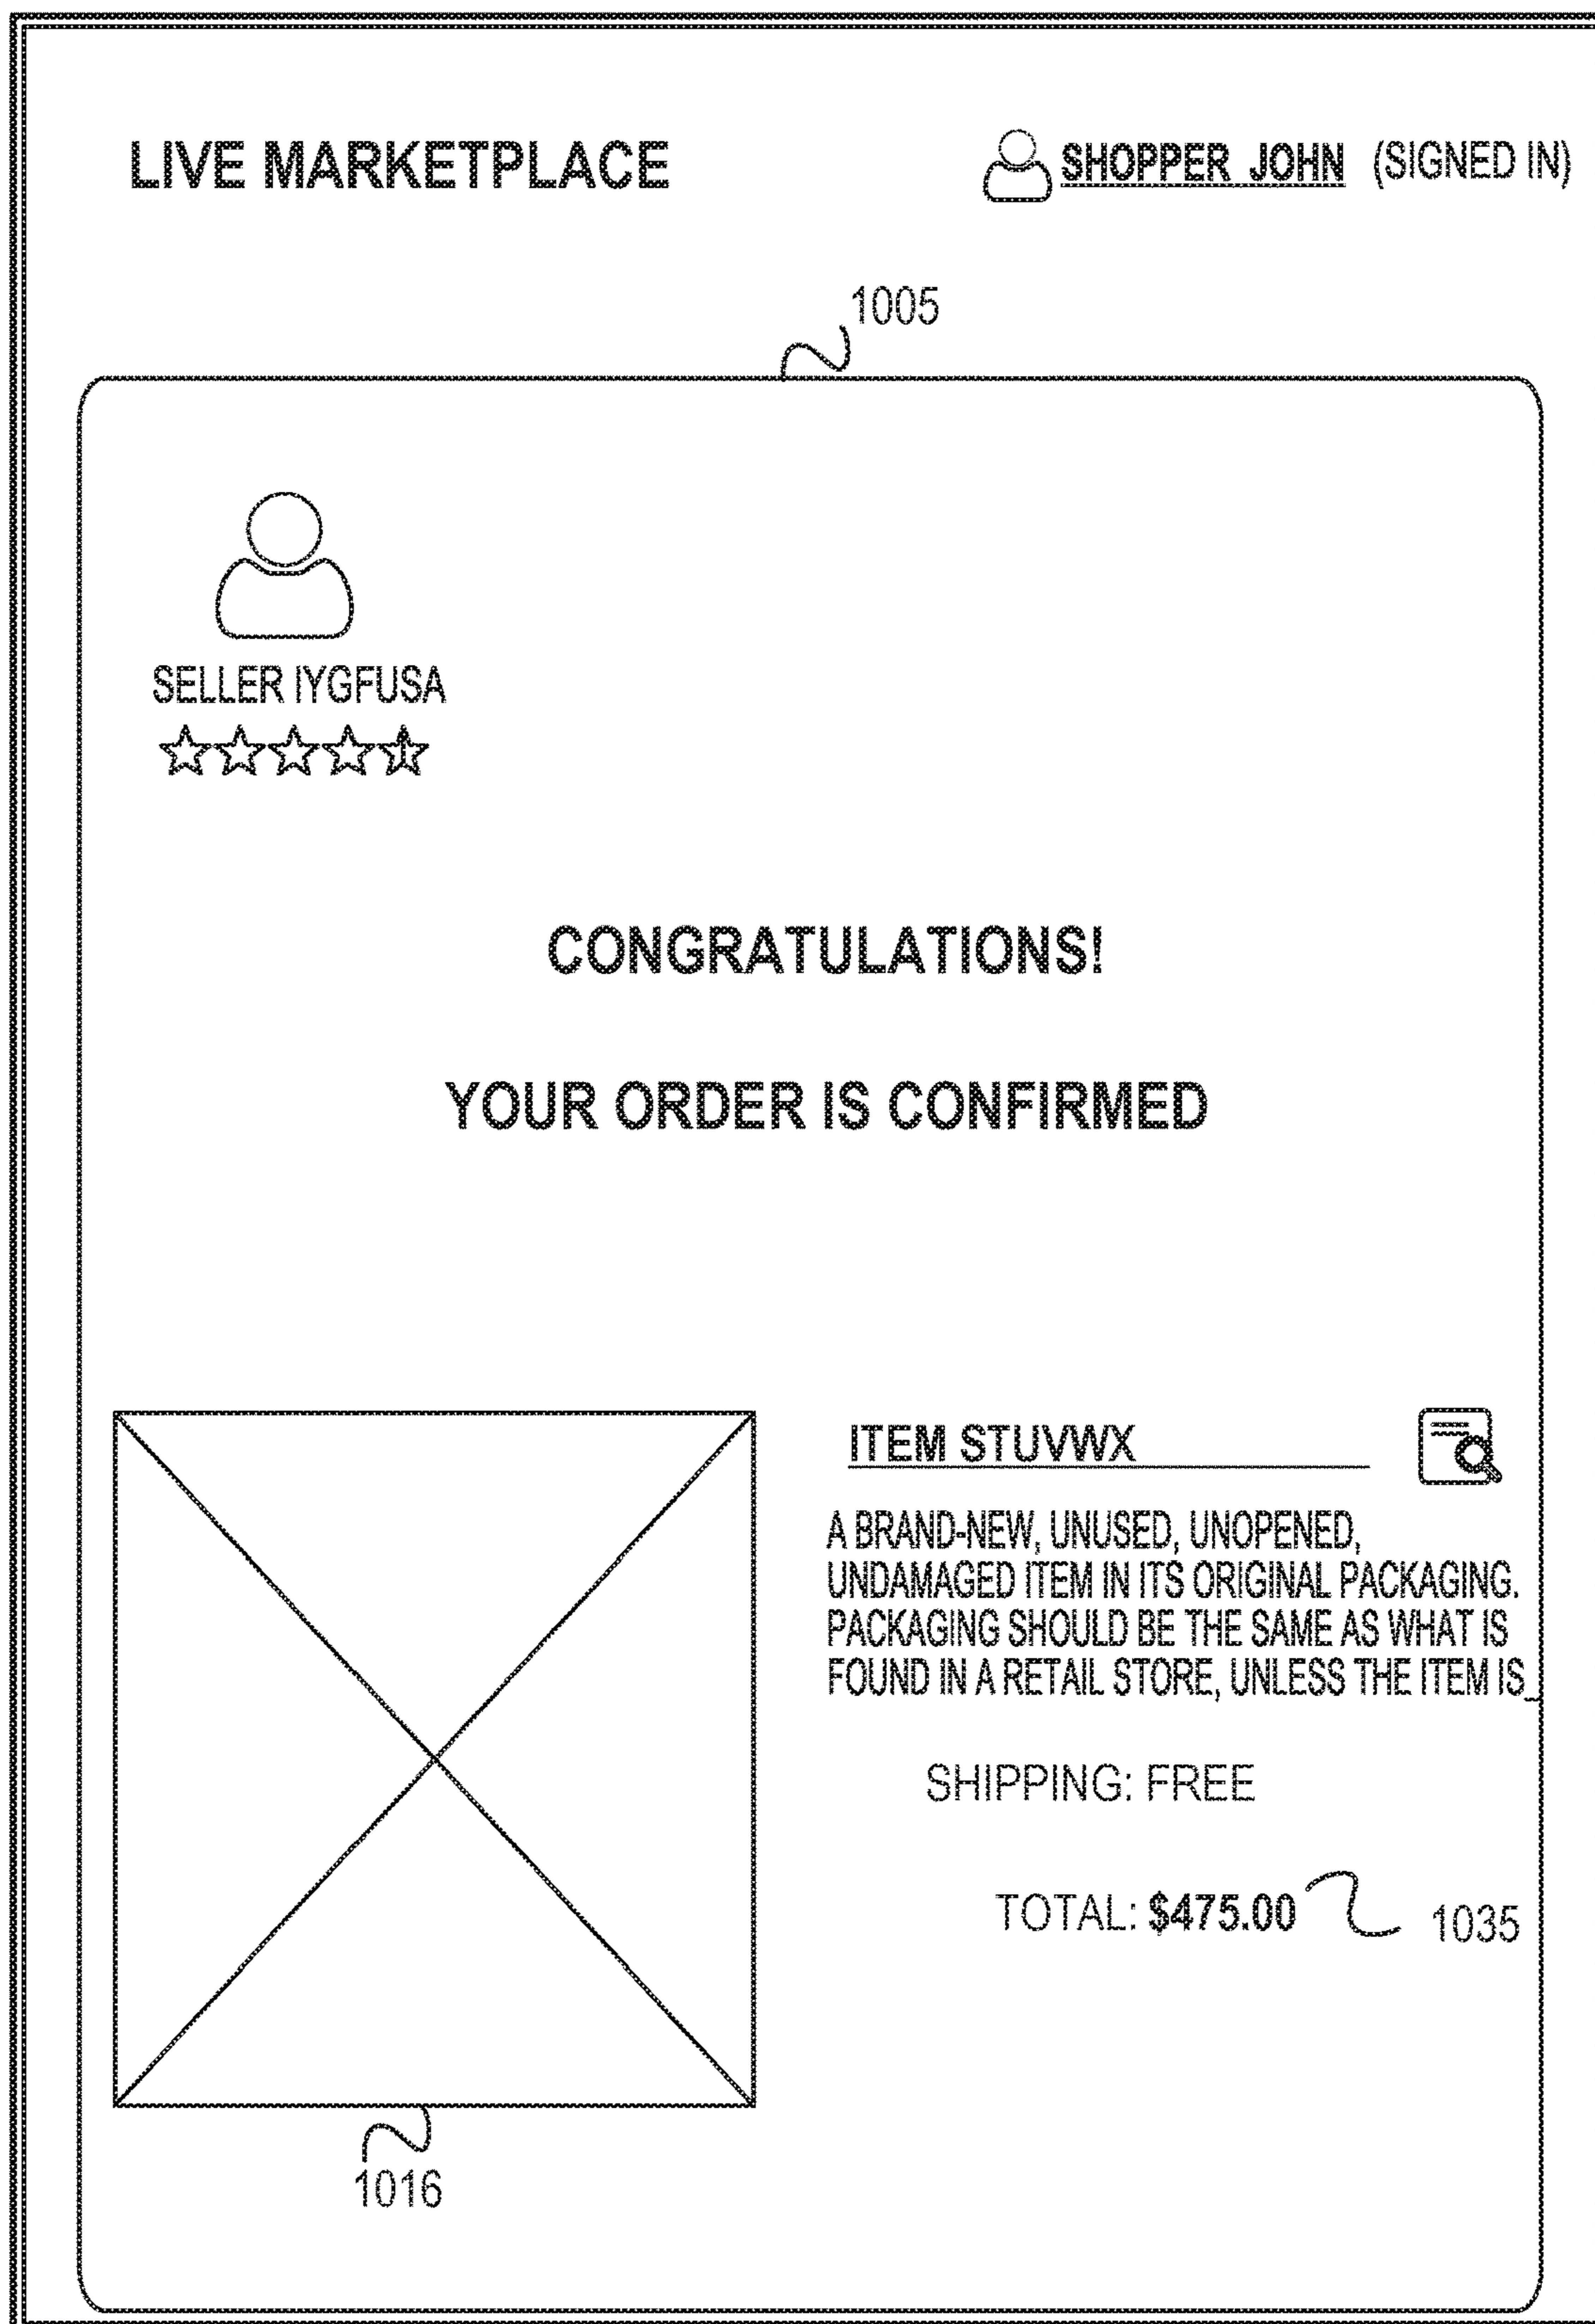 LIVE MARKETPLACE
SHOPPER JOHN (SIGNED IN)
1005
SELLER IYGFUSA
CONGRATULATIONS!
YOUR ORDER IS CONFIRMED
ITEM STUVWX
A BRAND-NEW, UNUSED, UNOPENED,
UNDAMAGED ITEM IN ITS ORIGINAL PACKAGING.
PACKAGING SHOULD BE THE SAME AS WHAT IS
FOUND IN A RETAIL STORE, UNLESS THE ITEM IS_
SHIPPING: FREE
TOTAL: $475.00
1035
1016